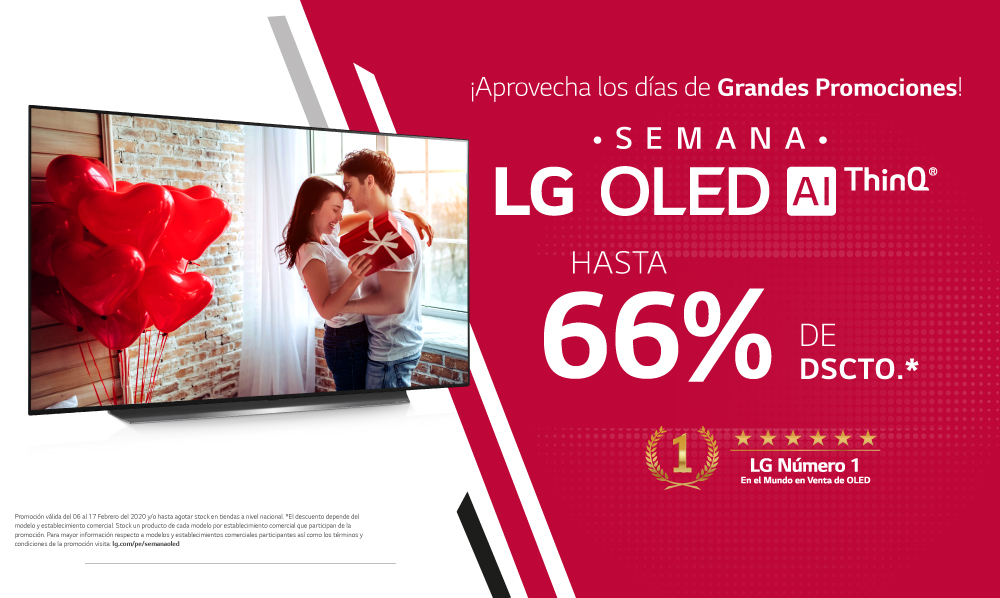 ¡Aprovecha los días de Grandes Promociones!
• SEMANA •
LG OLED AI ThinQ®
HASTA
66% DE
DSCTO.*
1
LG Número 1
En el Mundo en Venta de OLED
Promoción válida del 06 al 17 Febrero del 2020 y/o hasta agotar stock en tiendas a nivel nacional. *El descuento depende del
modelo y establecimiento comercial. Stock un producto de cada modelo por establecimiento comercial que participan de la
promoción. Para mayor información respecto a modelos y establecimientos comerciales participantes así como los términos y
condiciones de la promoción visita: lg.com/pe/semanaoled